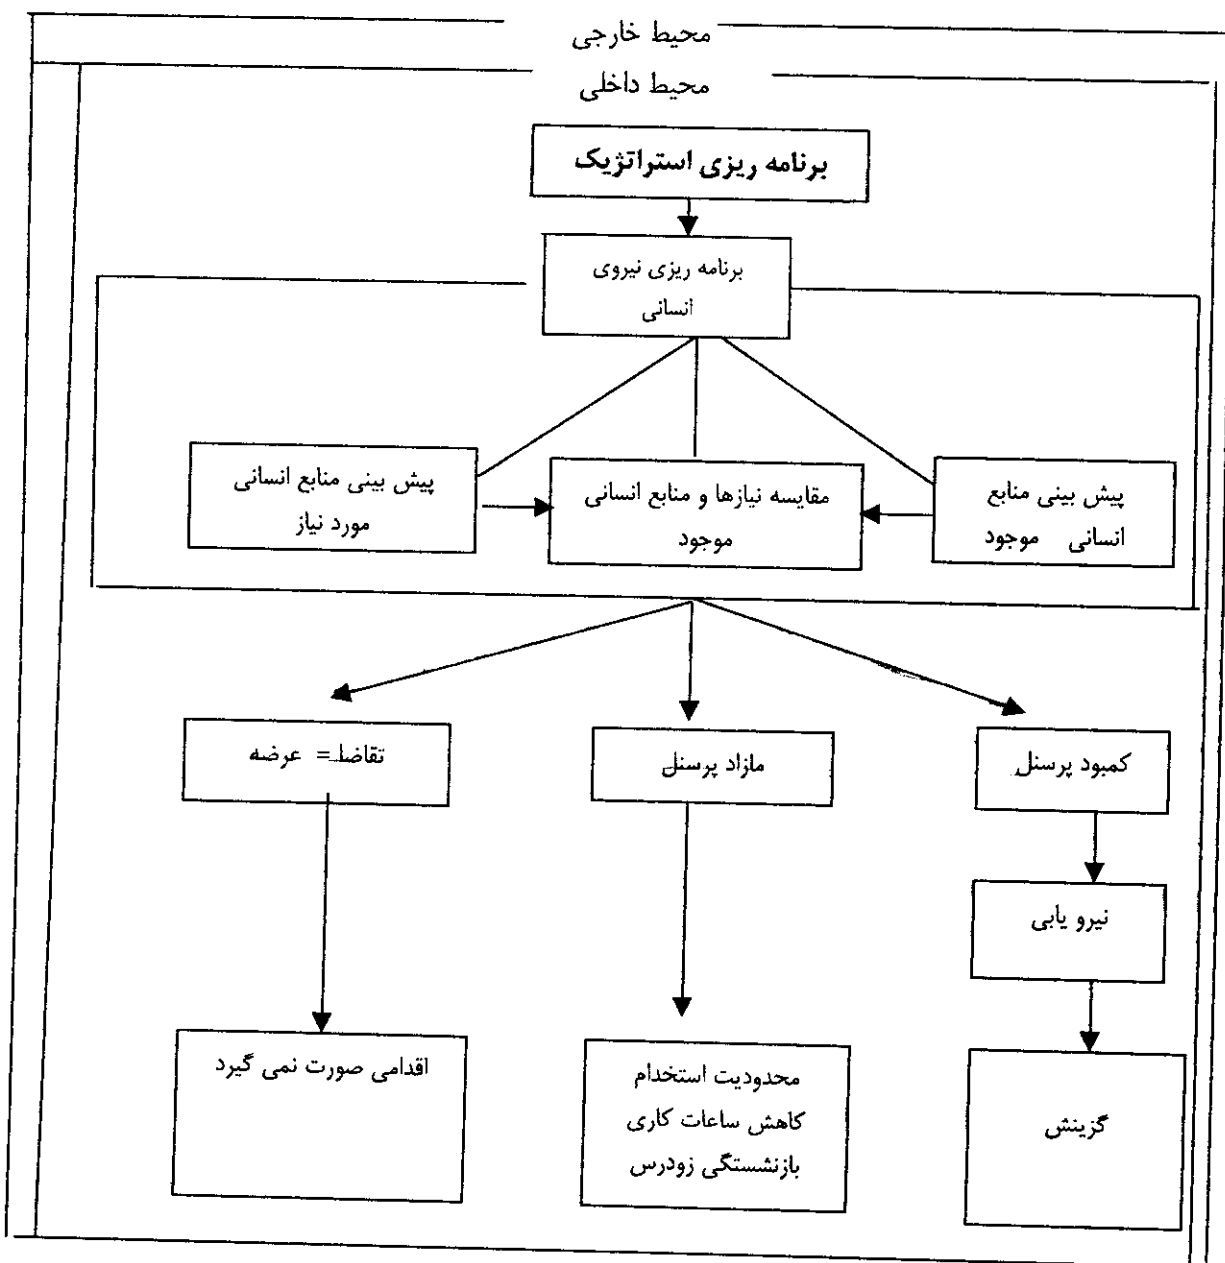 محیط خارجی
محیط داخلی
برنامه ریزی استراتژیک
برنامه ریزی نیروی
انسانی
پیش بینی منابع
انسانی موجود
مقایسه نیازها و منابع انسانی
موجود
پیش بینی منابع انسانی
مورد نیاز
کمبود پرسنل
مازاد پرسنل
تقاضا = عرضه
نیرو یابی
گزینش
محدودیت استخدام
کاهش ساعات کاری
بازنشستگی زودرس
اقدامی صورت نمی گیرد